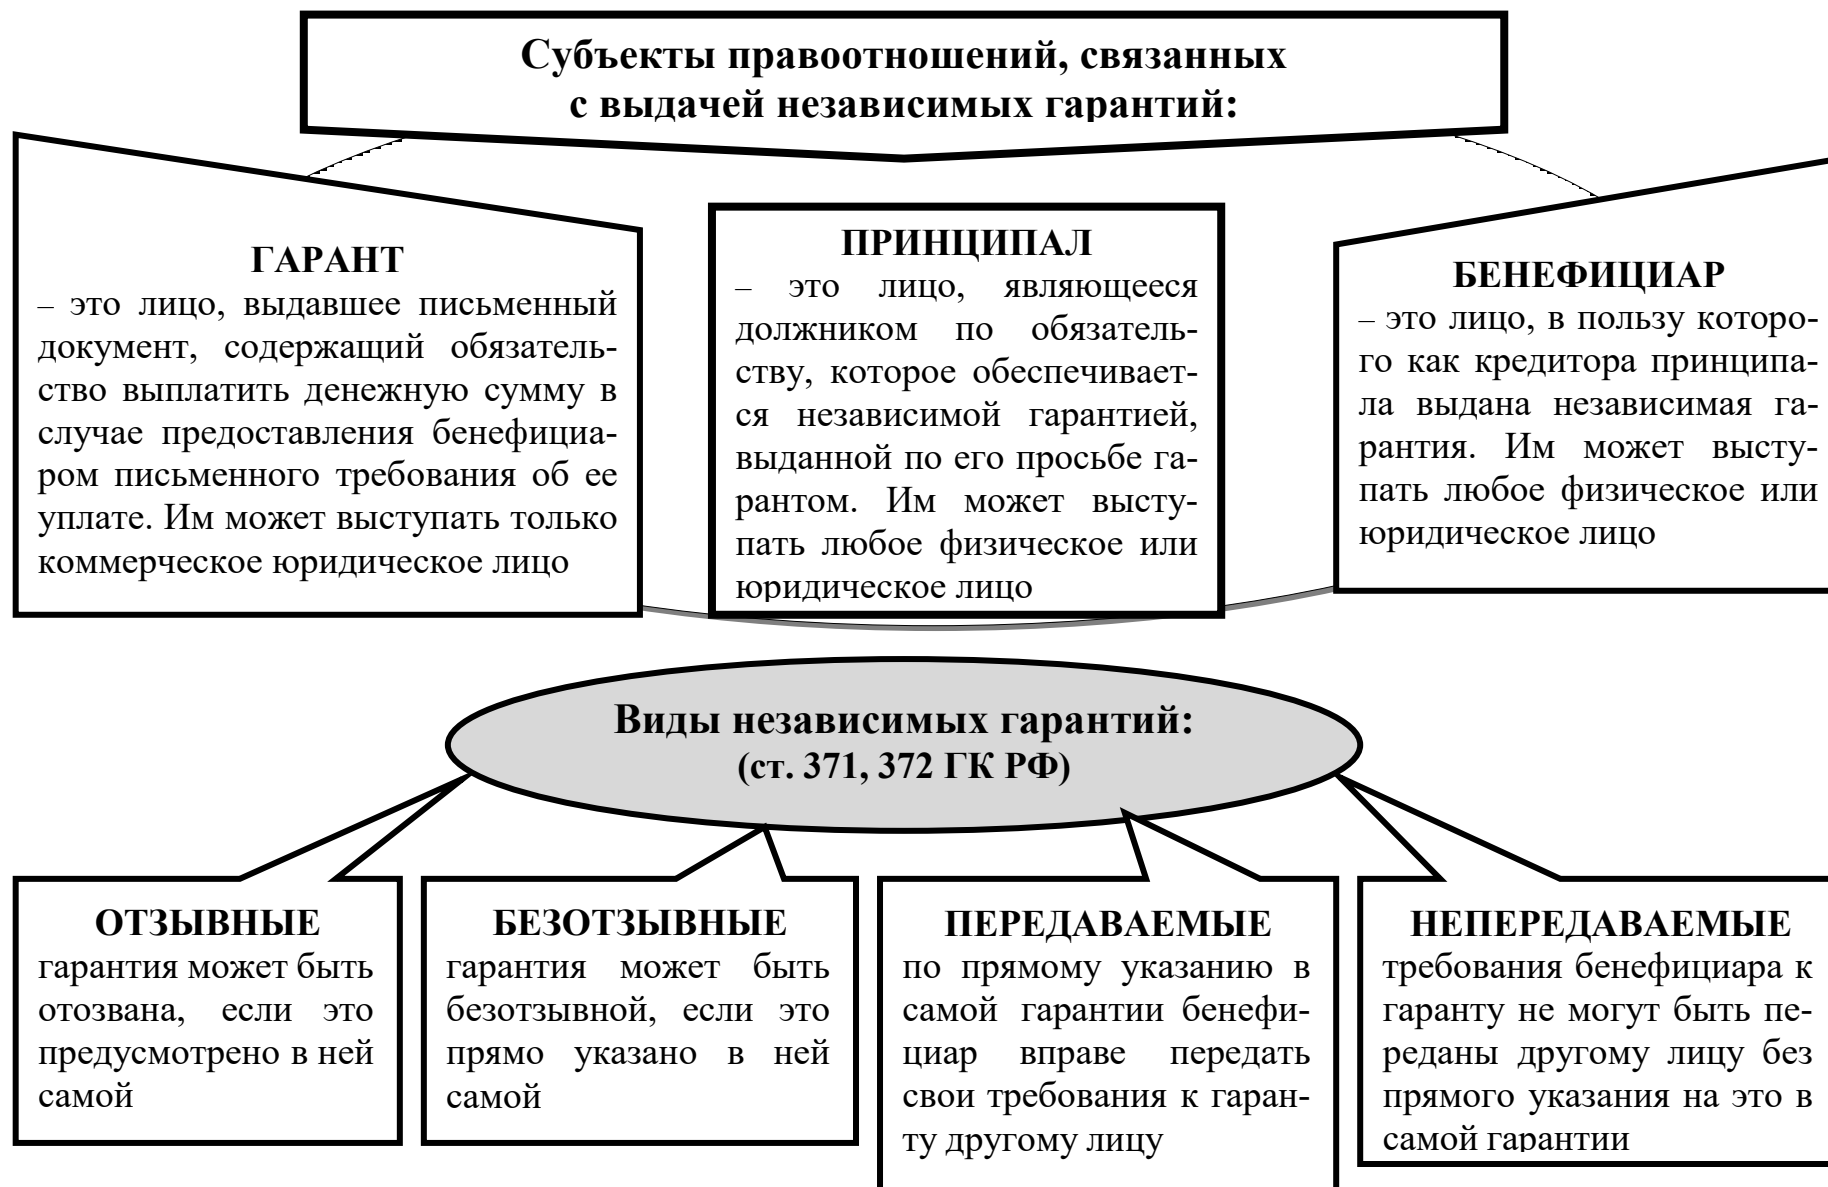 Субъекты правоотношений, связанных
с выдачей независимых гарантий:
ГАРАНТ
– это лицо, выдавшее письменный
документ, содержащий обязатель-
ство выплатить денежную сумму в
случае предоставления бенефициа-
ром письменного требования об ее
уплате. Им может выступать только
коммерческое юридическое лицо
ПРИНЦИПАЛ
– это лицо, являющееся
должником по обязатель-
ству, которое обеспечивает-
ся независимой гарантией,
выданной по его просьбе га-
рантом. Им может высту-
пать любое физическое или
юридическое лицо
БЕНЕФИЦИАР
– это лицо, в пользу которо-
го как кредитора принципа-
ла выдана независимая га-
рантия. Им может высту-
пать любое физическое или
юридическое лицо
Виды независимых гарантий:
(ст. 371, 372 ГК РФ)
ОТЗЫВНЫЕ
гарантия может быть
отозвана, если это
предусмотрено в ней
самой
БЕЗОТЗЫВНЫЕ
гарантия может быть
безотзывной, если это
прямо указано в ней
самой
ПЕРЕДАВАЕМЫЕ
по прямому указанию в
самой гарантии бенефи-
циар вправе передать
свои требования к гаран-
ту другому лицу
НЕПЕРЕДАВАЕМЫЕ
требования бенефициара к
гаранту не могут быть пе-
реданы другому лицу без
прямого указания на это в
самой гарантии